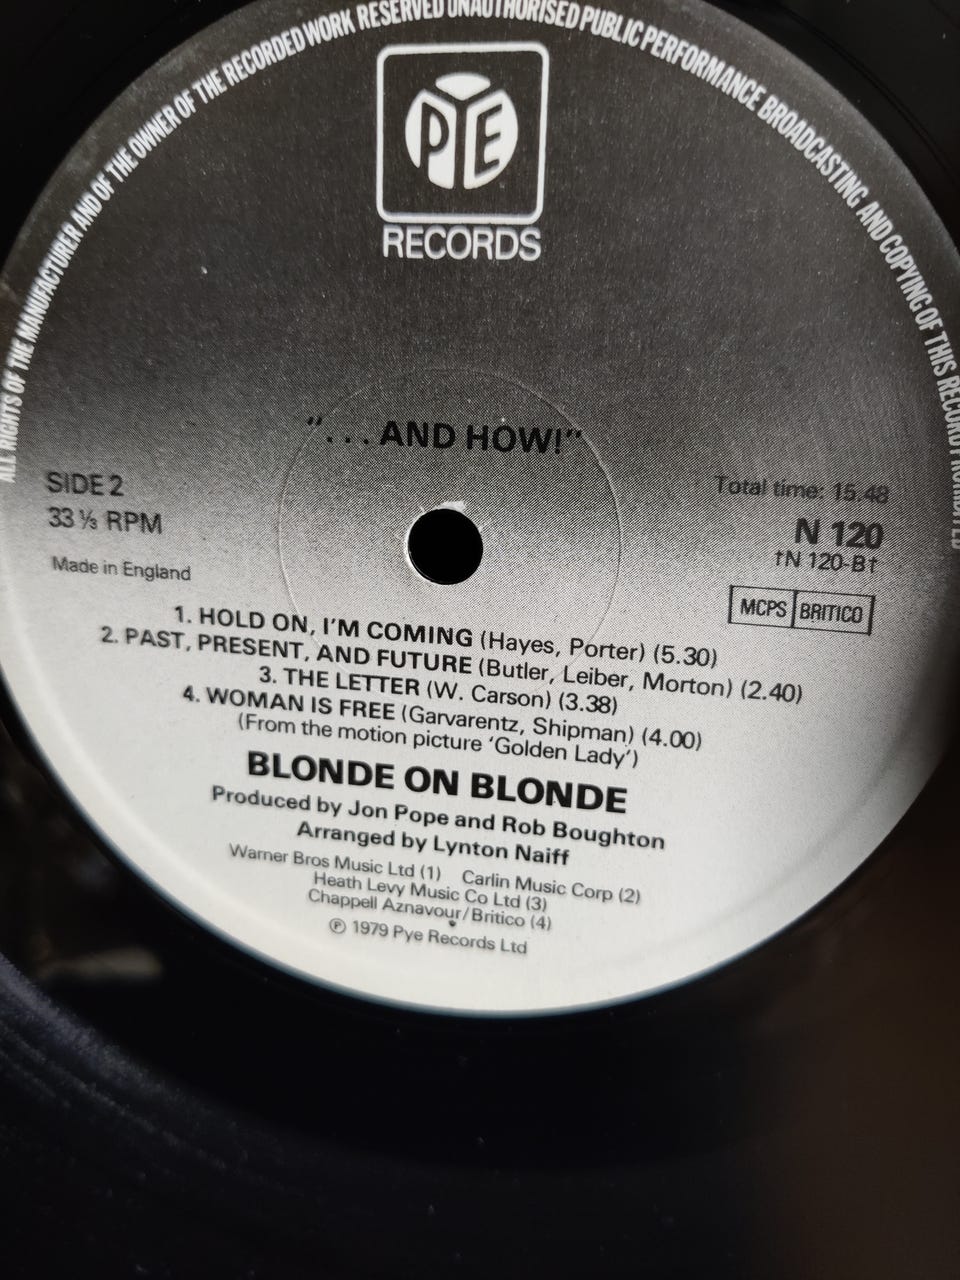 ALL RIGHTS OF THE MANUFACTURER AND OF THE OWNER OF THE RECORDED WORK RESERVED UNAUTHORISED PUBLIC PERFORMANCE BROADCASTING AND COPYING OF THIS RECORD PROHIBITED
PYE
RECORDS
“...AND HOW!”
SIDE 2
33⅓ RPM
Made in England
Total time: 15.48
N 120
†N 120-B†
MCPS BRITICO
1. HOLD ON, I'M COMING (Hayes, Porter) (5.30)
2. PAST, PRESENT, AND FUTURE (Butler, Leiber, Morton) (2.40)
3. THE LETTER (W. Carson) (3.38)
4. WOMAN IS FREE (Garvarentz, Shipman) (4.00)
(From the motion picture ‘Golden Lady’)
BLONDE ON BLONDE
Produced by Jon Pope and Rob Boughton
Arranged by Lynton Naiff
Warner Bros Music Ltd (1) Carlin Music Corp (2)
Heath Levy Music Co Ltd (3)
Chappell Aznavour/Britico (4)
℗ 1979 Pye Records Ltd